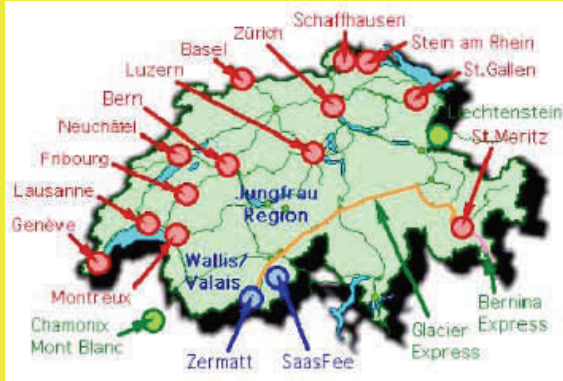 Schaffhausen
Zürich
Stein am Rhein
Basel
St.Gallen
Luzern
Bern
Liechtenstein
Neuchâtel
St.Moritz
Fribourg
Jungfrau
Region
Lausanne
Genève
Wallis/
Valais
Montreux
Bernina
Express
Chamonix
Mont Blanc
Glacier
Express
Zermatt
SaasFee